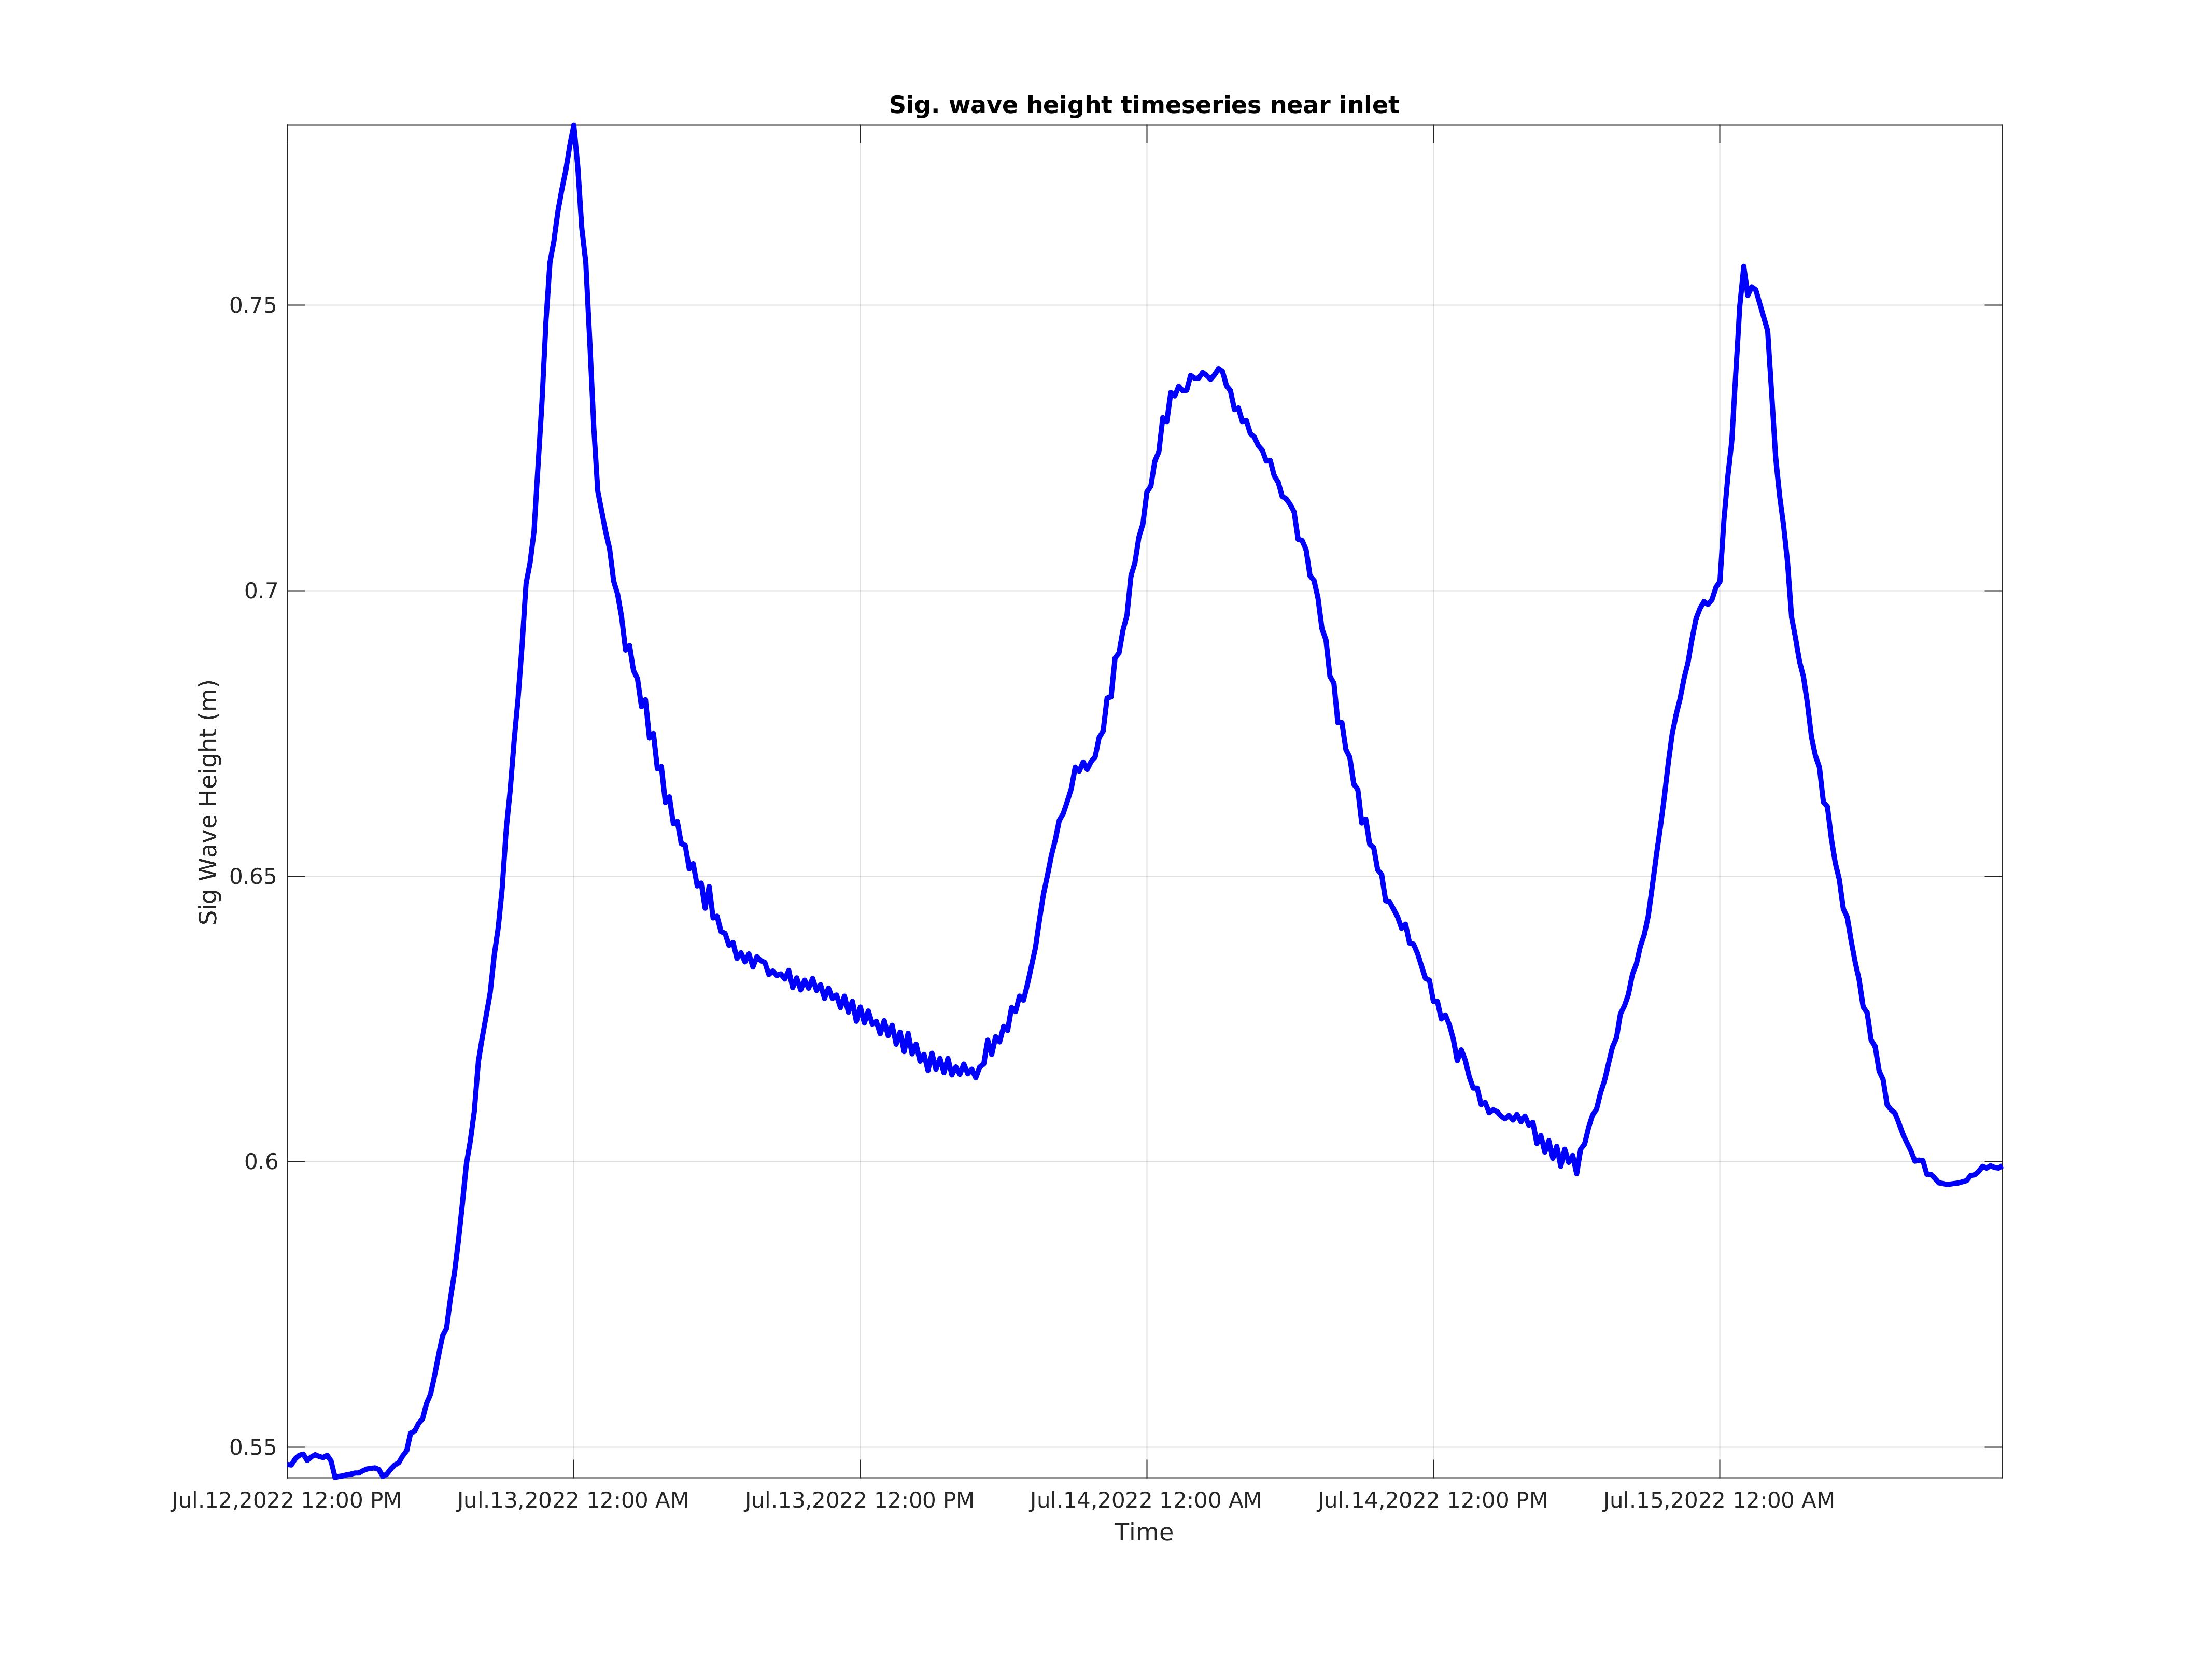 Sig. wave height timeseries near inlet
Sig Wave Height (m)
0.75
0.7
0.65
0.6
0.55
Jul.12,2022 12:00 PM Jul.13,2022 12:00 AM Jul.13,2022 12:00 PM Jul.14,2022 12:00 AM Jul.14,2022 12:00 PM Jul.15,2022 12:00 AM
Time